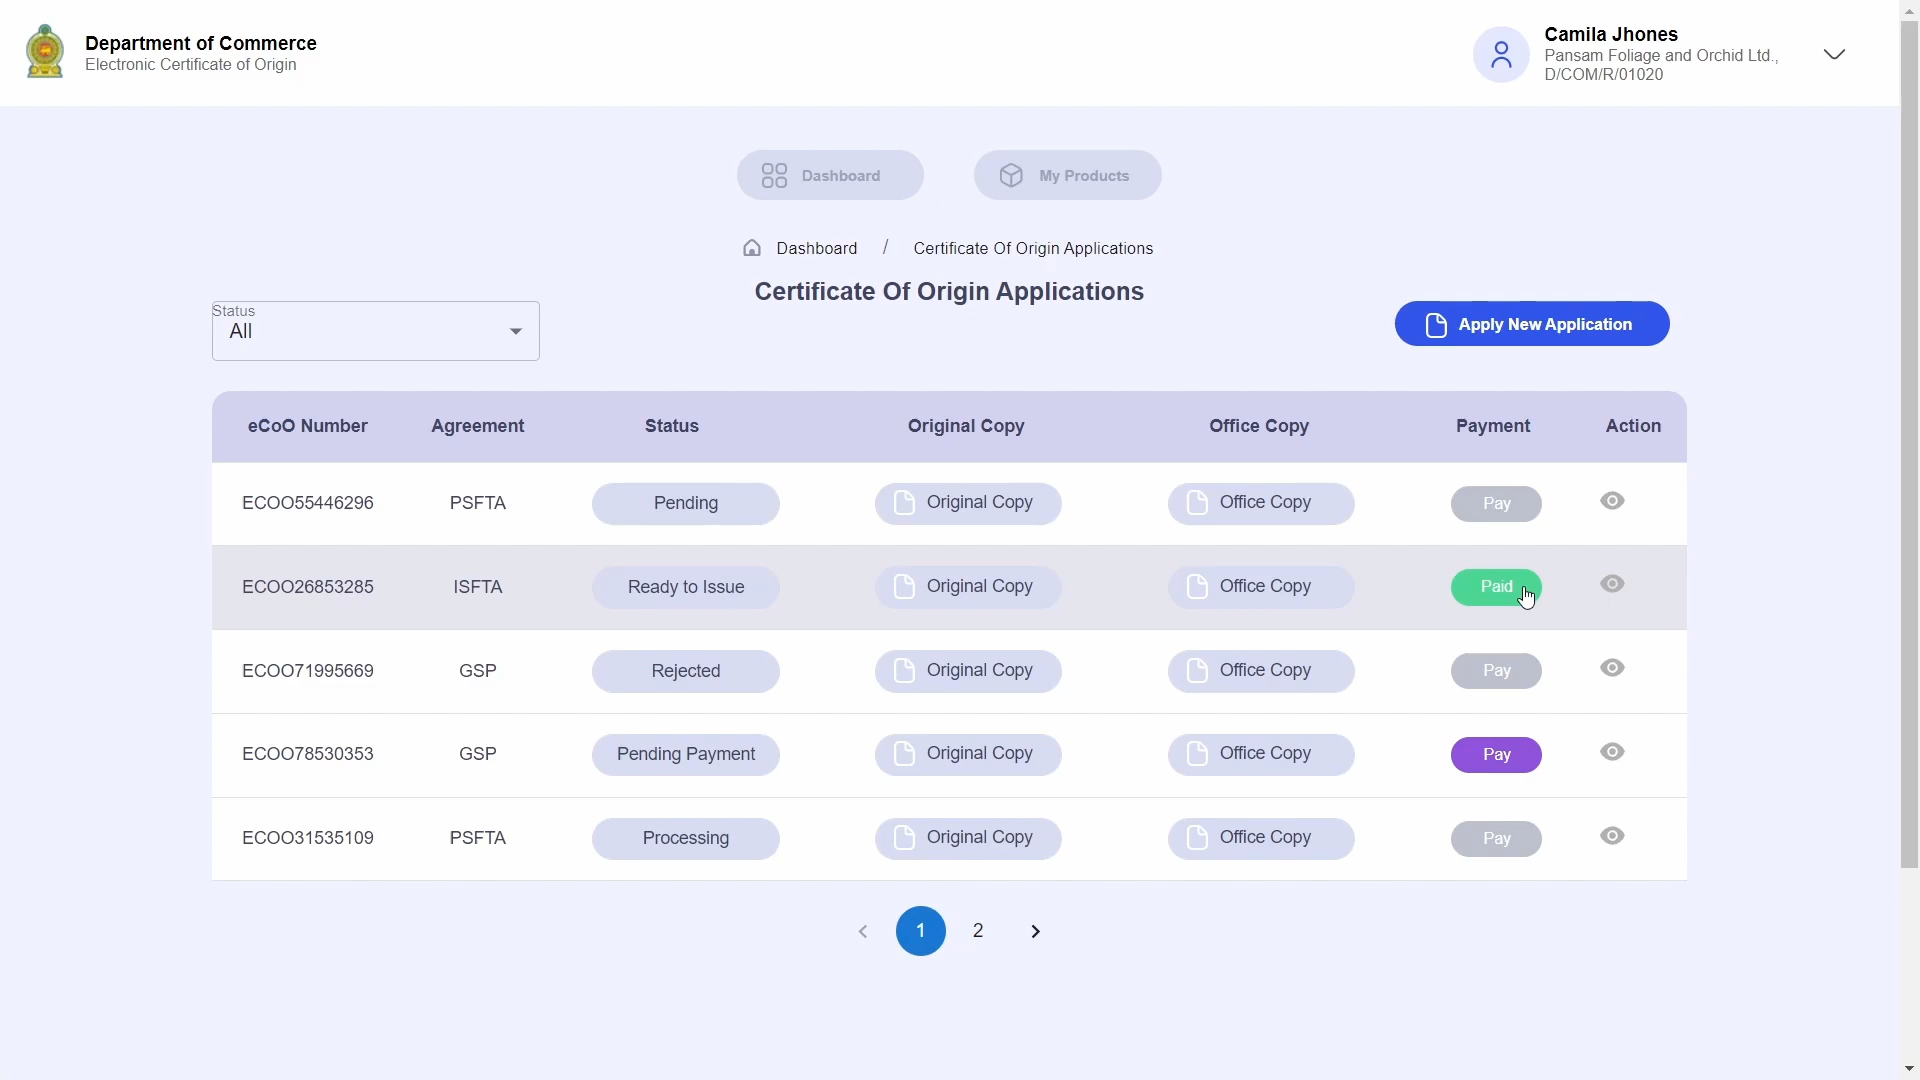 Department of Commerce
Electronic Certificate of Origin
Camila Jhones
Pansam Foliage and Orchid Ltd.,
D/COM/R/01020
Dashboard
My Products
Dashboard / Certificate Of Origin Applications
Certificate Of Origin Applications
Status
All
Apply New Application
eCoO Number Agreement Status Original Copy Office Copy Payment Action
ECOO55446296 PSFTA Pending Original Copy Office Copy Pay
ECOO26853285 ISFTA Ready to Issue Original Copy Office Copy Paid
ECOO71995669 GSP Rejected Original Copy Office Copy Pay
ECOO78530353 GSP Pending Payment Original Copy Office Copy Pay
ECOO31535109 PSFTA Processing Original Copy Office Copy Pay
1 2